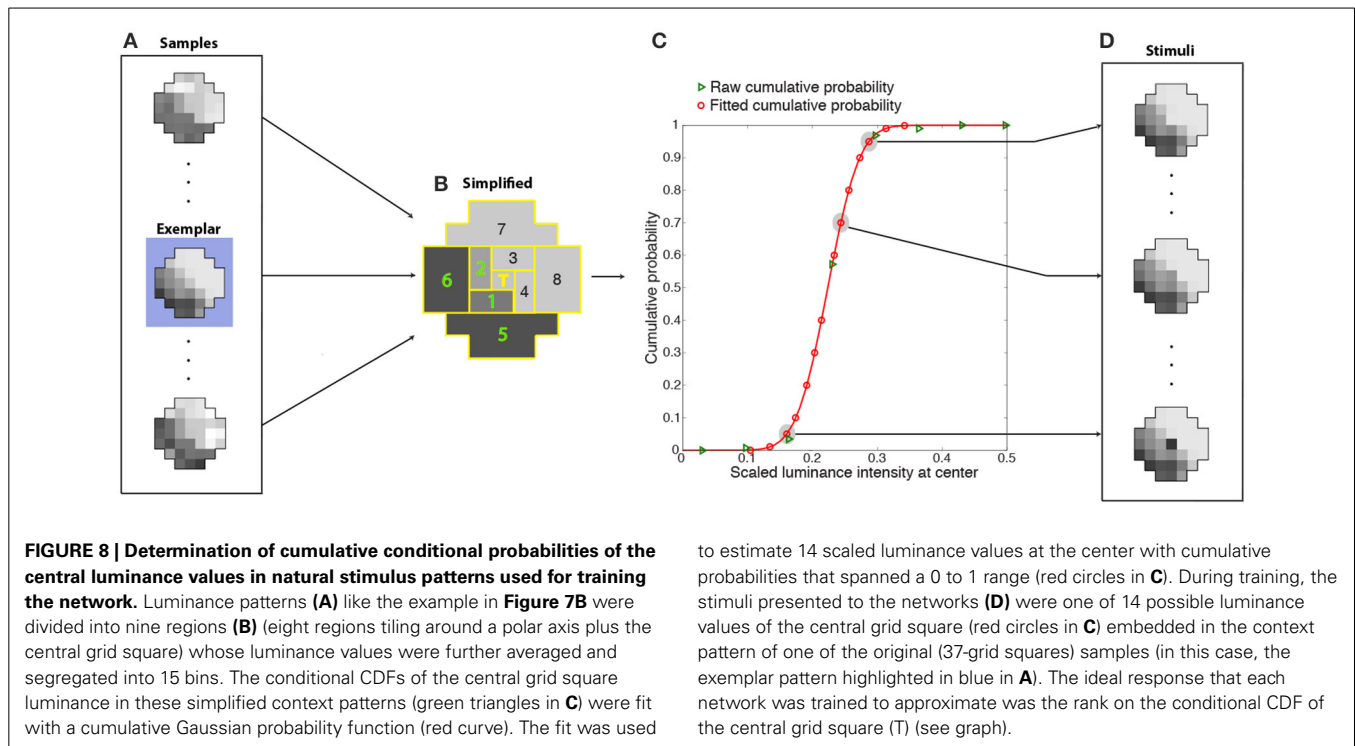 A
Samples
Exemplar
B
Simplified
7
6
2
3
T
4
8
1
5
C
Raw cumulative probability
Fitted cumulative probability
Cumulative probability
1
0.9
0.8
0.7
0.6
0.5
0.4
0.3
0.2
0.1
0
0 0.1 0.2 0.3 0.4 0.5
Scaled luminance intensity at center
D
Stimuli
FIGURE 8 | Determination of cumulative conditional probabilities of the
central luminance values in natural stimulus patterns used for training
the network. Luminance patterns (A) like the example in Figure 7B were
divided into nine regions (B) (eight regions tiling around a polar axis plus the
central grid square) whose luminance values were further averaged and
segregated into 15 bins. The conditional CDFs of the central grid square
luminance in these simplified context patterns (green triangles in C) were fit
with a cumulative Gaussian probability function (red curve). The fit was used
to estimate 14 scaled luminance values at the center with cumulative
probabilities that spanned a 0 to 1 range (red circles in C). During training, the
stimuli presented to the networks (D) were one of 14 possible luminance
values of the central grid square (red circles in C) embedded in the context
pattern of one of the original (37-grid squares) samples (in this case, the
exemplar pattern highlighted in blue in A). The ideal response that each
network was trained to approximate was the rank on the conditional CDF of
the central grid square (T) (see graph).